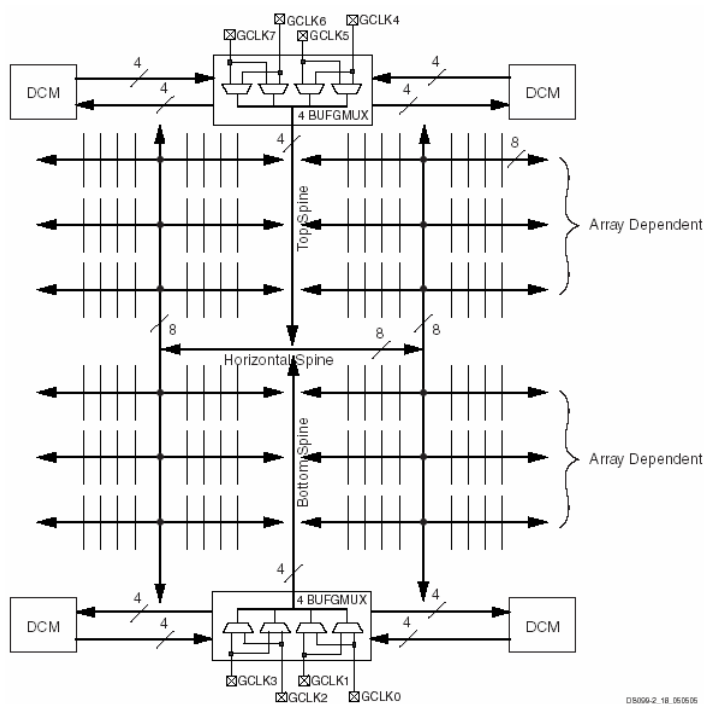 GCLK6 GCLK4
GCLK7 GCLK5
DCM 4 4 DCM
4 4
4 BUFGMUX
4
8
Top Spine
Array Dependent
8 8 8
Horizontal Spine
Bottom Spine
Array Dependent
4
4 BUFGMUX
4 4
DCM 4 4 DCM
GCLK3 GCLK1
GCLK2 GCLK0
DS099-2_18_050505